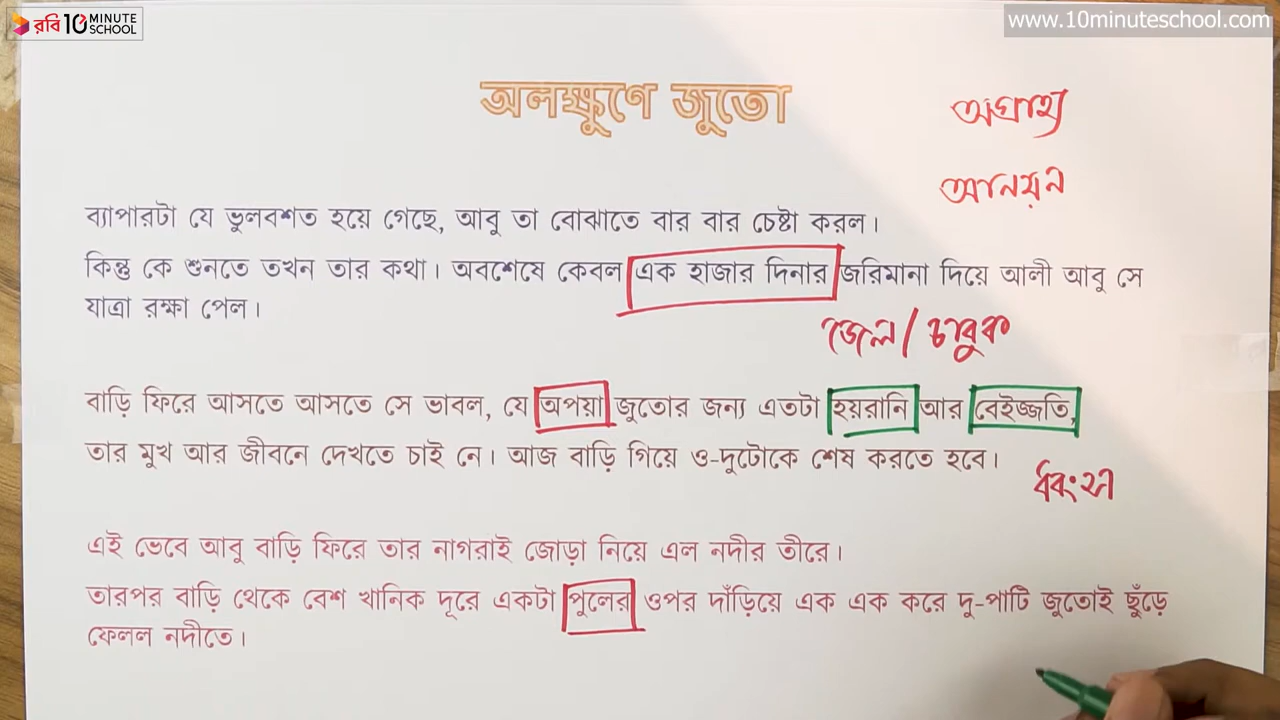 রবি 10 MINUTE SCHOOL
www.10minuteschool.com
অলক্ষুণে জুতো
অগ্রাহ্য
আনয়ন
ব্যাপারটা যে ভুলবশত হয়ে গেছে, আবু তা বোঝাতে বার বার চেষ্টা করল।
কিন্তু কে শুনতে তখন তার কথা। অবশেষে কেবল এক হাজার দিনার জরিমানা দিয়ে আলী আবু সে
যাত্রা রক্ষা পেল।
জেল/ চাবুক
বাড়ি ফিরে আসতে আসতে সে ভাবল, যে অপয়া জুতোর জন্য এতটা হয়রানি আর বেইজ্জতি,
তার মুখ আর জীবনে দেখতে চাই নে। আজ বাড়ি গিয়ে ও-দুটোকে শেষ করতে হবে।
ধ্বংস
এই ভেবে আবু বাড়ি ফিরে তার নাগরাই জোড়া নিয়ে এল নদীর তীরে।
তারপর বাড়ি থেকে বেশ খানিক দূরে একটা পুলের ওপর দাঁড়িয়ে এক এক করে দু-পাটি জুতোই ছুঁড়ে
ফেলল নদীতে।